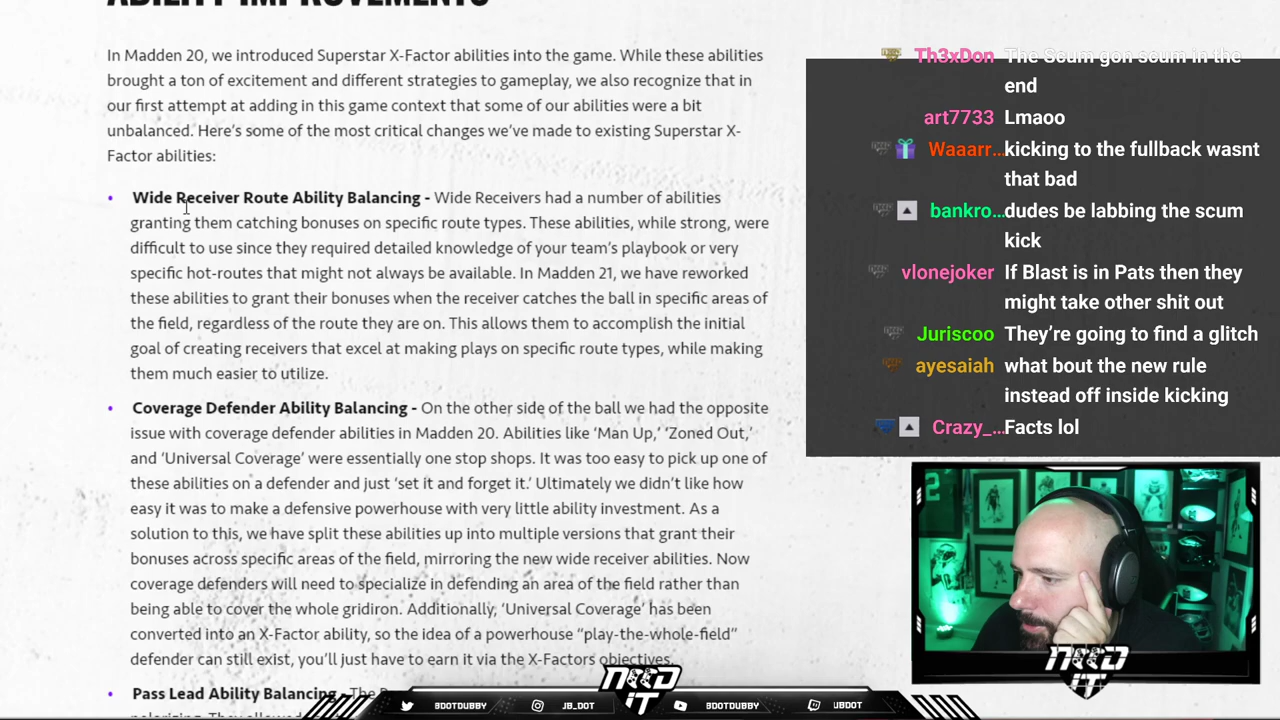 ABILITY IMPROVEMENTS
In Madden 20, we introduced Superstar X-Factor abilities into the game. While these abilities
brought a ton of excitement and different strategies to gameplay, we also recognize that in
our first attempt at adding in this game context that some of our abilities were a bit
unbalanced. Here's some of the most critical changes we've made to existing Superstar X-
Factor abilities:
• Wide Receiver Route Ability Balancing - Wide Receivers had a number of abilities
granting them catching bonuses on specific route types. These abilities, while strong, were
difficult to use since they required detailed knowledge of your team's playbook or very
specific hot-routes that might not always be available. In Madden 21, we have reworked
these abilities to grant their bonuses when the receiver catches the ball in specific areas of
the field, regardless of the route they are on. This allows them to accomplish the initial
goal of creating receivers that excel at making plays on specific route types, while making
them much easier to utilize.
• Coverage Defender Ability Balancing - On the other side of the ball we had the opposite
issue with coverage defender abilities in Madden 20. Abilities like ‘Man Up,’ ‘Zoned Out,’
and ‘Universal Coverage’ were essentially one stop shops. It was too easy to pick up one of
these abilities on a defender and just ‘set it and forget it.’ Ultimately we didn't like how
easy it was to make a defensive powerhouse with very little ability investment. As a
solution to this, we have split these abilities up into multiple versions that grant their
bonuses across specific areas of the field, mirroring the new wide receiver abilities. Now
coverage defenders will need to specialize in defending an area of the field rather than
being able to cover the whole gridiron. Additionally, ‘Universal Coverage’ has been
converted into an X-Factor ability, so the idea of a powerhouse “play-the-whole-field”
defender can still exist, you'll just have to earn it via the X-Factors objectives.
• Pass Lead Ability Balancing - The
Th3xDon The Scum gon scum in the
end
art7733 Lmaoo
Waaarr... kicking to the fullback wasnt
that bad
bankro... dudes be labbing the scum
kick
vlonejoker If Blast is in Pats then they
might take other shit out
Juriscoo They're going to find a glitch
ayesaiah what bout the new rule
instead off inside kicking
Crazy_... Facts lol
NEED
IT
NEED
IT
BDOTDUBBY
JB_DOT
BDOTDUBBY